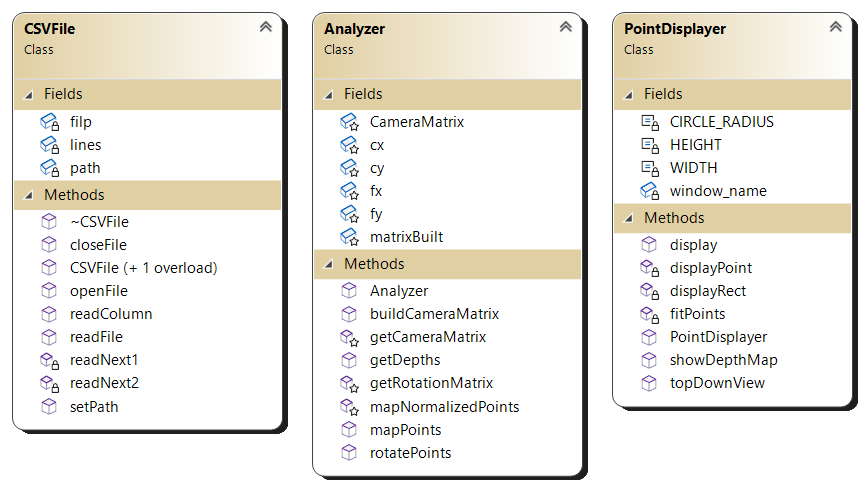 CSVFile
Class
Fields
filp
lines
path
Methods
~CSVFile
closeFile
CSVFile (+ 1 overload)
openFile
readColumn
readFile
readNext1
readNext2
setPath
Analyzer
Class
Fields
CameraMatrix
cx
cy
fx
fy
matrixBuilt
Methods
Analyzer
buildCameraMatrix
getCameraMatrix
getDepths
getRotationMatrix
mapNormalizedPoints
mapPoints
rotatePoints
PointDisplayer
Class
Fields
CIRCLE_RADIUS
HEIGHT
WIDTH
window_name
Methods
display
displayPoint
displayRect
fitPoints
PointDisplayer
showDepthMap
topDownView